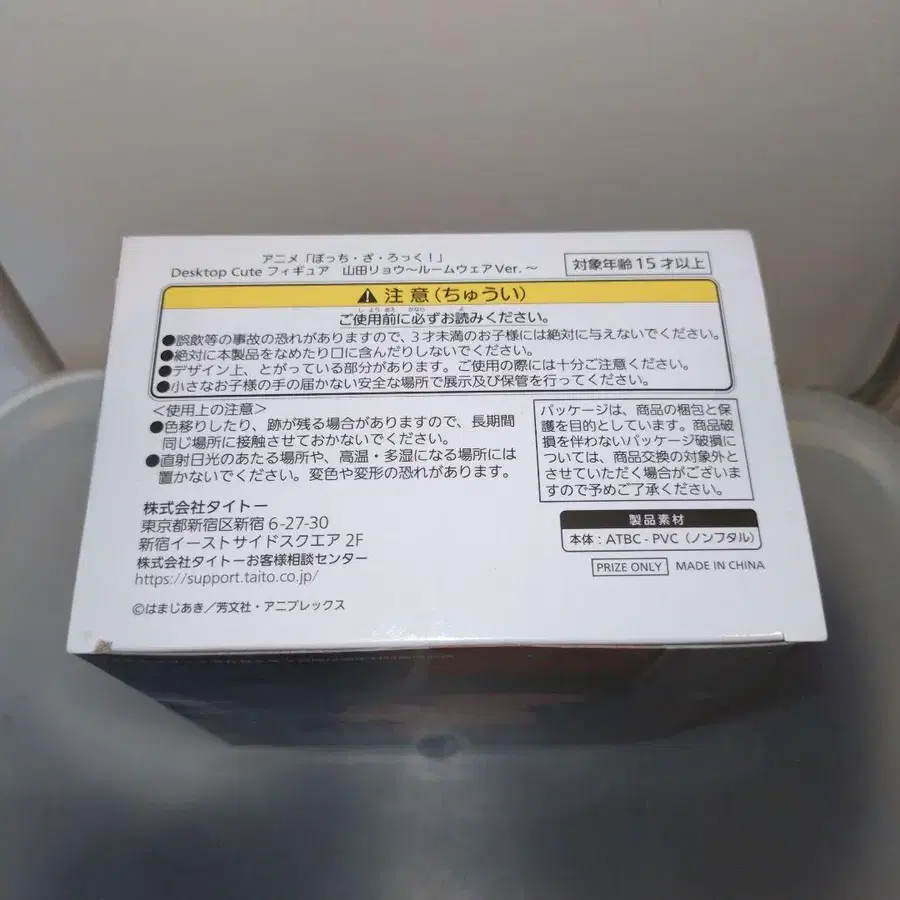 アニメ「ぼっち・ざ・ろっく！」
Desktop Cute フィギュア 山田リョウ～ルームウェアVer.～
対象年齢15才以上
注意（ちゅうい）
ご使用前に必ずお読みください。
●誤飲等の事故の恐れがありますので、3才未満のお子様には絶対に与えないでください。
●絶対に本製品をなめたり口に含んだりしないでください。
●デザイン上、とがっている部分があります。ご使用の際には十分ご注意ください。
●小さなお子様の手の届かない安全な場所で展示及び保管を行ってください。
＜使用上の注意＞
●色移りしたり、跡が残る場合がありますので、長期間
同じ場所に接触させておかないでください。
●直射日光のあたる場所や、高温・多湿になる場所には
置かないでください。変色や変形の恐れがあります。
パッケージは、商品の梱包と保
護を目的としています。商品破
損を伴わないパッケージ破損に
ついては、商品交換の対象外と
させていただく場合がございま
すので予めご了承ください。
株式会社タイトー
東京都新宿区新宿 6-27-30
新宿イーストサイドスクエア 2F
株式会社タイトーお客様相談センター
https://support.taito.co.jp/
製品素材
本体：ATBC - PVC（ノンフタル）
PRIZE ONLY MADE IN CHINA
©はまじあき／芳文社・アニプレックス